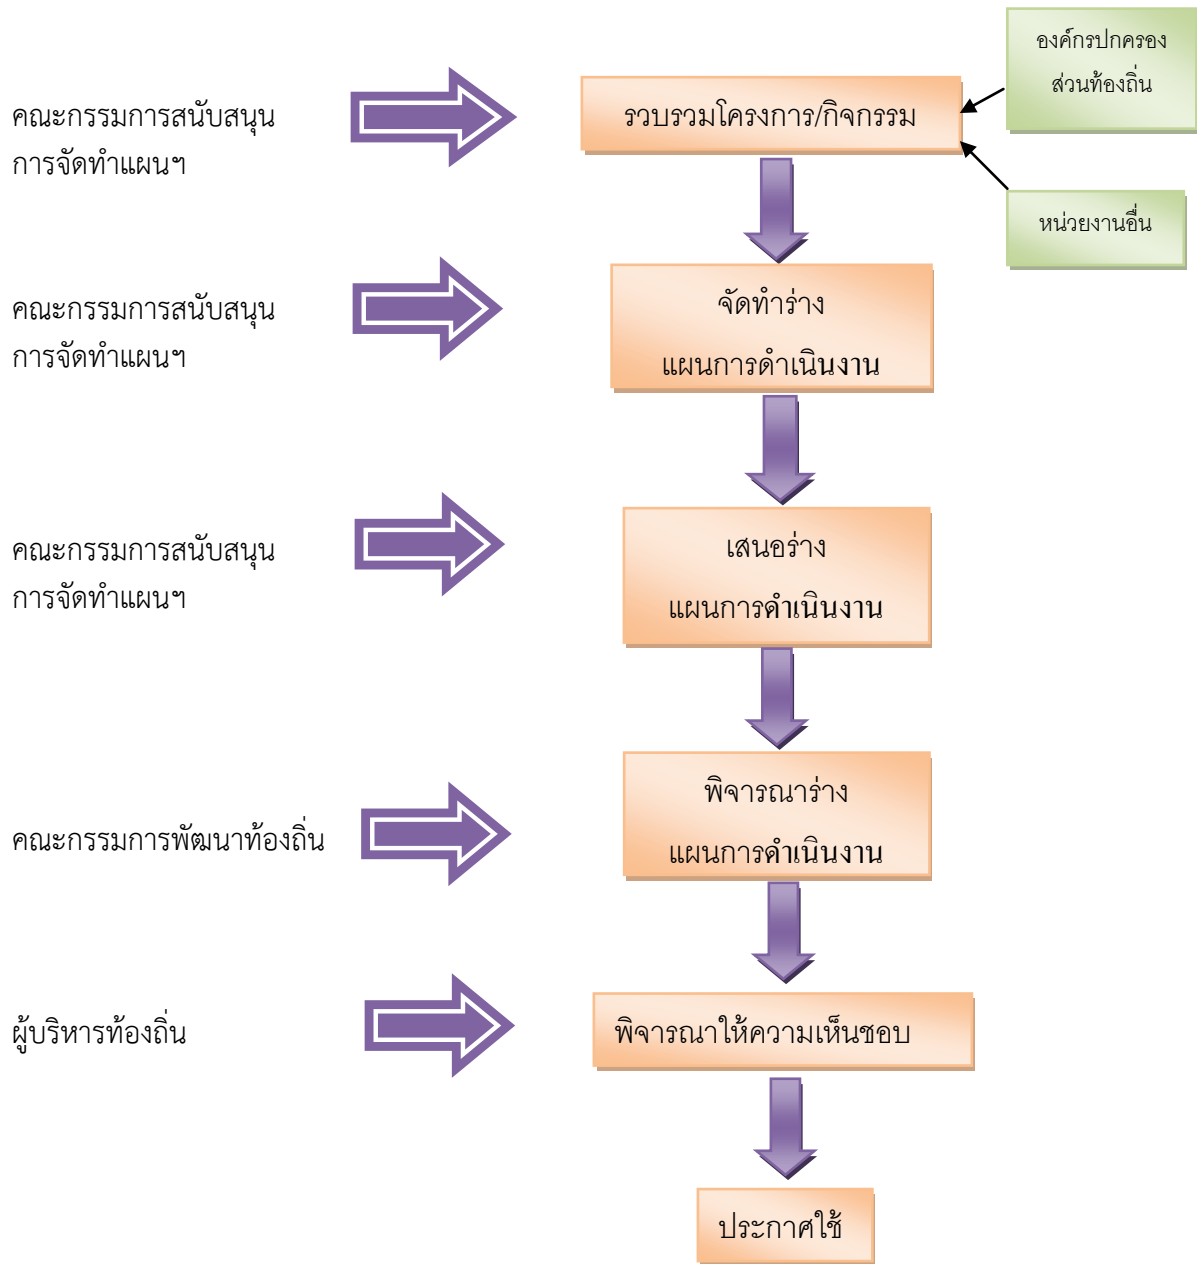 องค์กรปกครอง
ส่วนท้องถิ่น
คณะกรรมการสนับสนุน
การจัดทำแผนฯ
รวบรวมโครงการ/กิจกรรม
หน่วยงานอื่น
คณะกรรมการสนับสนุน
การจัดทำแผนฯ
จัดทำร่าง
แผนการดำเนินงาน
คณะกรรมการสนับสนุน
การจัดทำแผนฯ
เสนอร่าง
แผนการดำเนินงาน
คณะกรรมการพัฒนาท้องถิ่น
พิจารณาร่าง
แผนการดำเนินงาน
ผู้บริหารท้องถิ่น
พิจารณาให้ความเห็นชอบ
ประกาศใช้